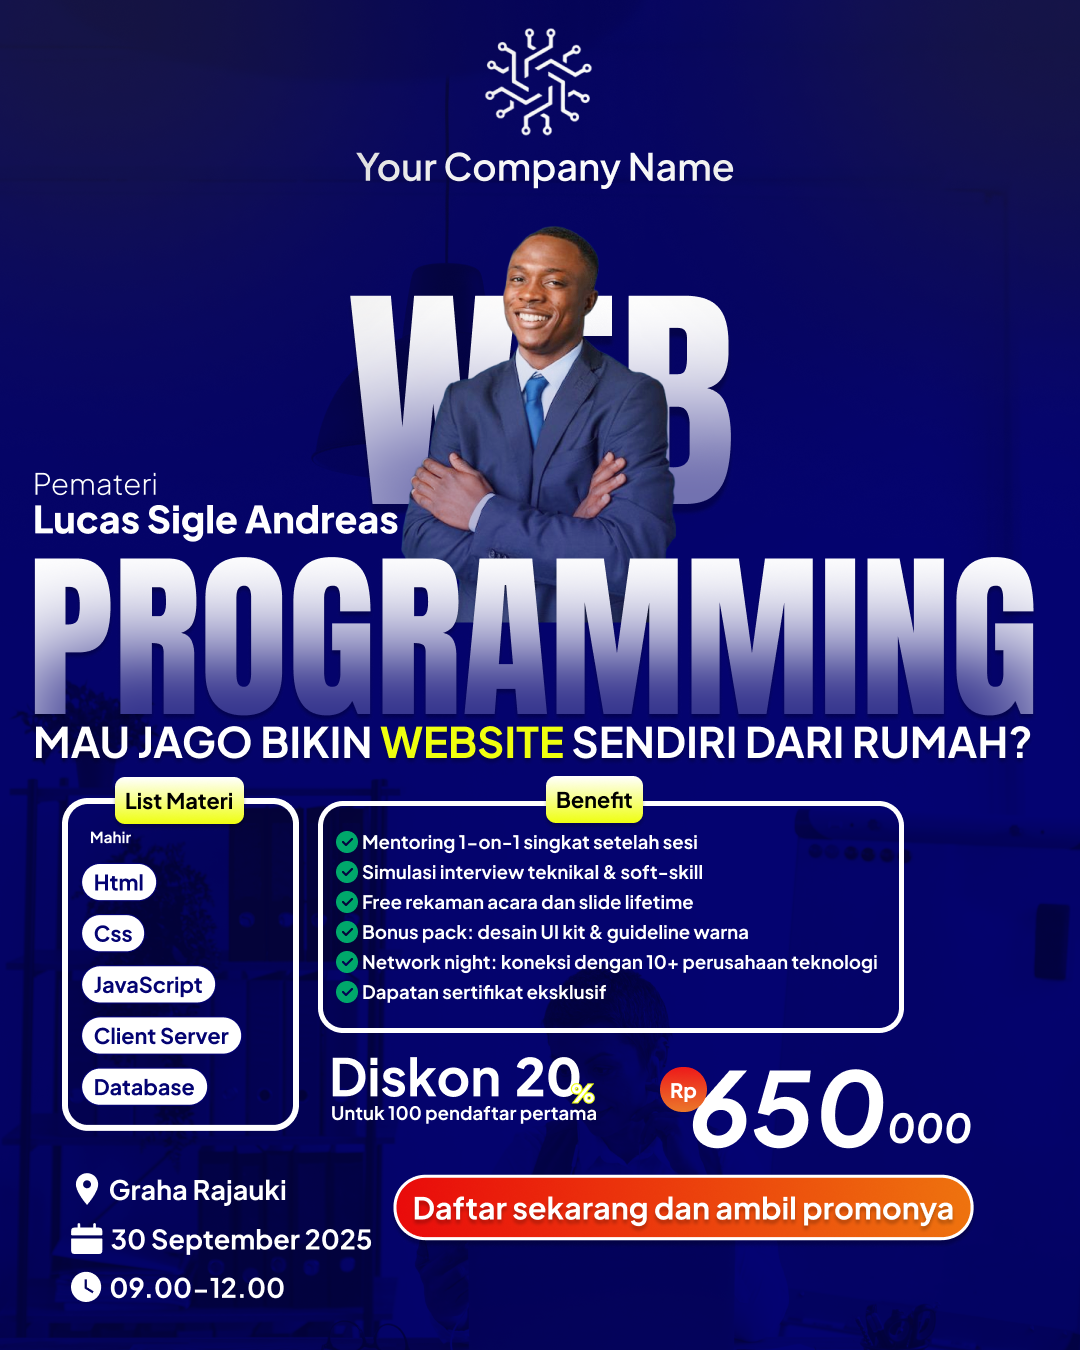 Your Company Name
WEB
Pemateri
Lucas Sigle Andreas
PROGRAMMING
MAU JAGO BIKIN WEBSITE SENDIRI DARI RUMAH?
List Materi
Mahir
Html
Css
JavaScript
Client Server
Database
Benefit
Mentoring 1-on-1 singkat setelah sesi
Simulasi interview teknikal & soft-skill
Free rekaman acara dan slide lifetime
Bonus pack: desain UI kit & guideline warna
Network night: koneksi dengan 10+ perusahaan teknologi
Dapatan sertifikat eksklusif
Diskon 20%
Untuk 100 pendaftar pertama
Rp 650 000
Graha Rajauki
30 September 2025
09.00-12.00
Daftar sekarang dan ambil promonya